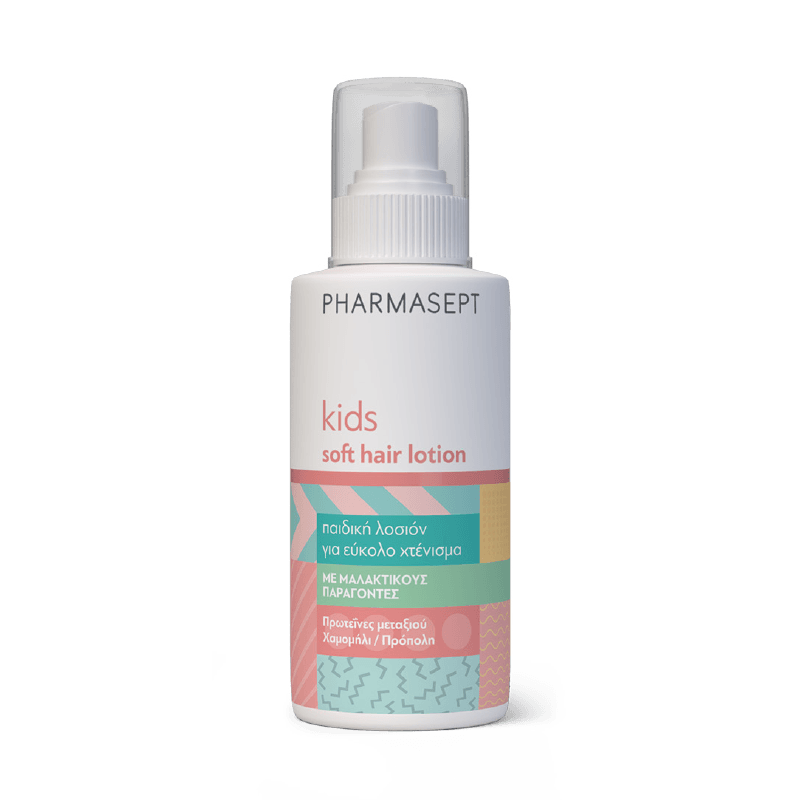 PHARMASEPT
kids
soft hair lotion
παιδική λοσιόν
για εύκολο χτένισμα
ΜΕ ΜΑΛΑΚΤΙΚΟΥΣ
ΠΑΡΑΓΟΝΤΕΣ
Πρωτεΐνες μεταξιού
Χαμομήλι / Πρόπολη